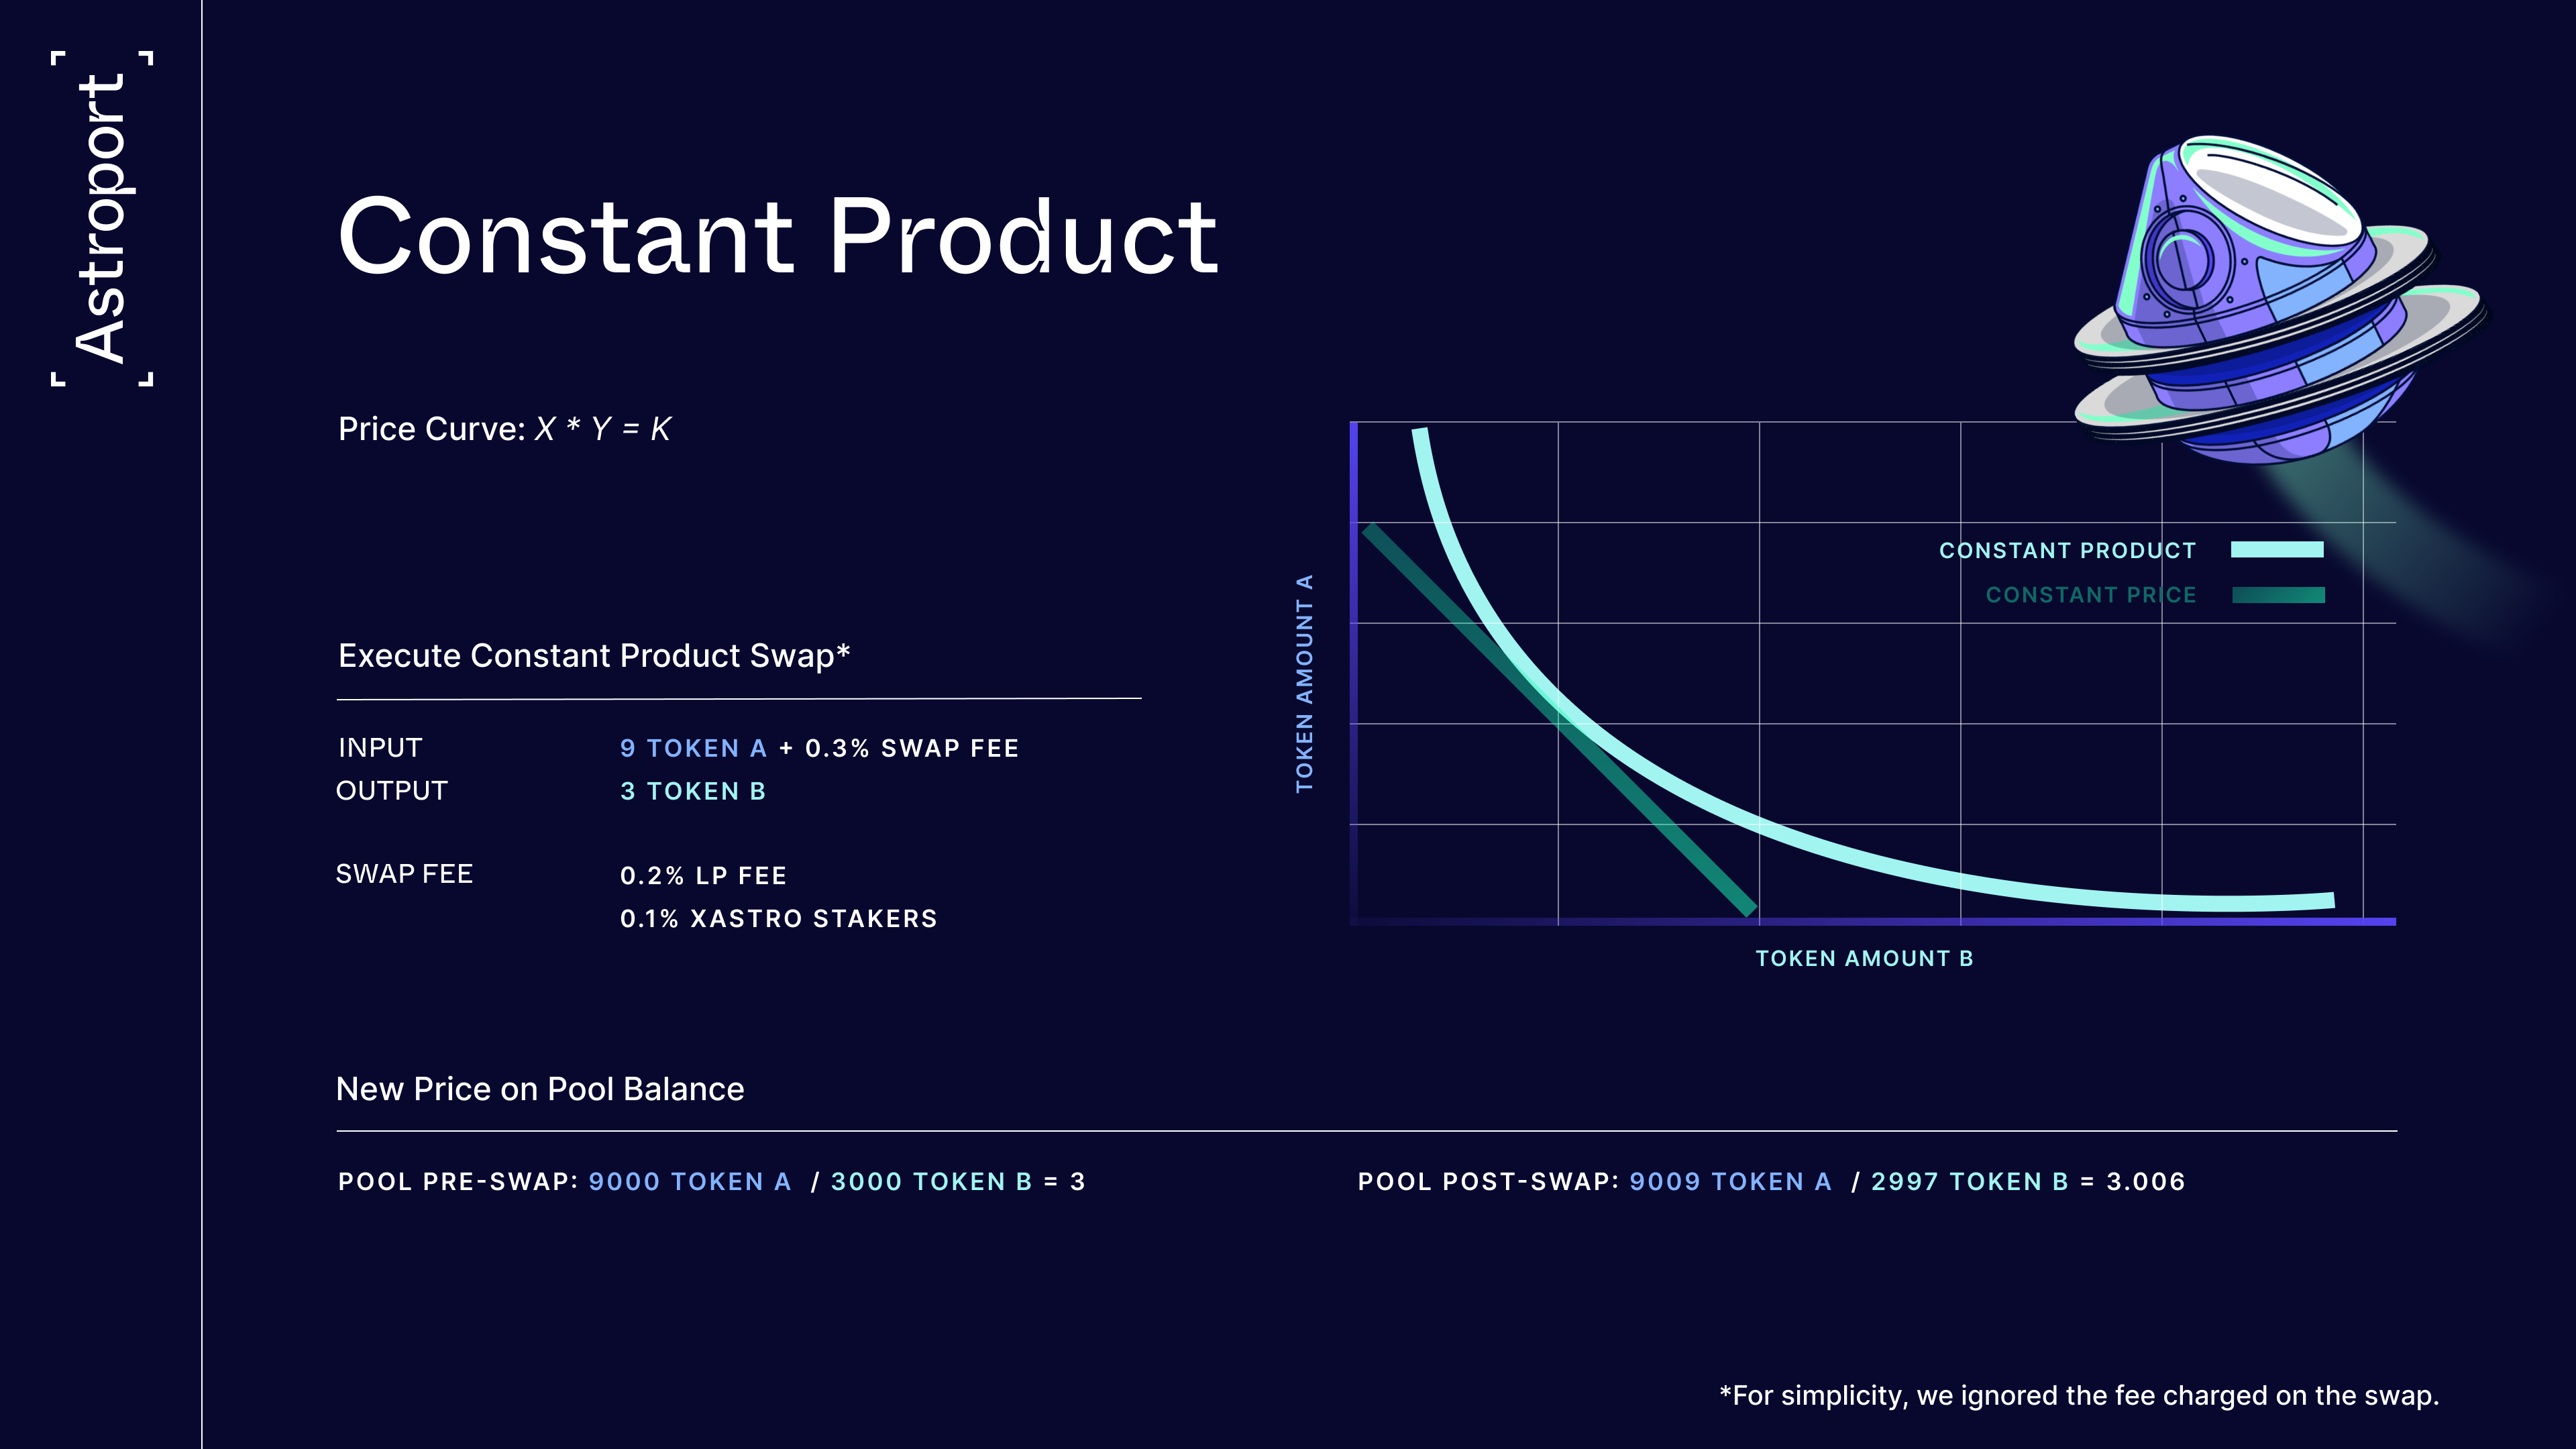 Astroport
Constant Product
Price Curve: X * Y = K
Execute Constant Product Swap*
INPUT 9 TOKEN A + 0.3% SWAP FEE
OUTPUT 3 TOKEN B
SWAP FEE 0.2% LP FEE
0.1% XASTRO STAKERS
CONSTANT PRODUCT
CONSTANT PRICE
TOKEN AMOUNT A
TOKEN AMOUNT B
New Price on Pool Balance
POOL PRE-SWAP: 9000 TOKEN A / 3000 TOKEN B = 3
POOL POST-SWAP: 9009 TOKEN A / 2997 TOKEN B = 3.006
*For simplicity, we ignored the fee charged on the swap.